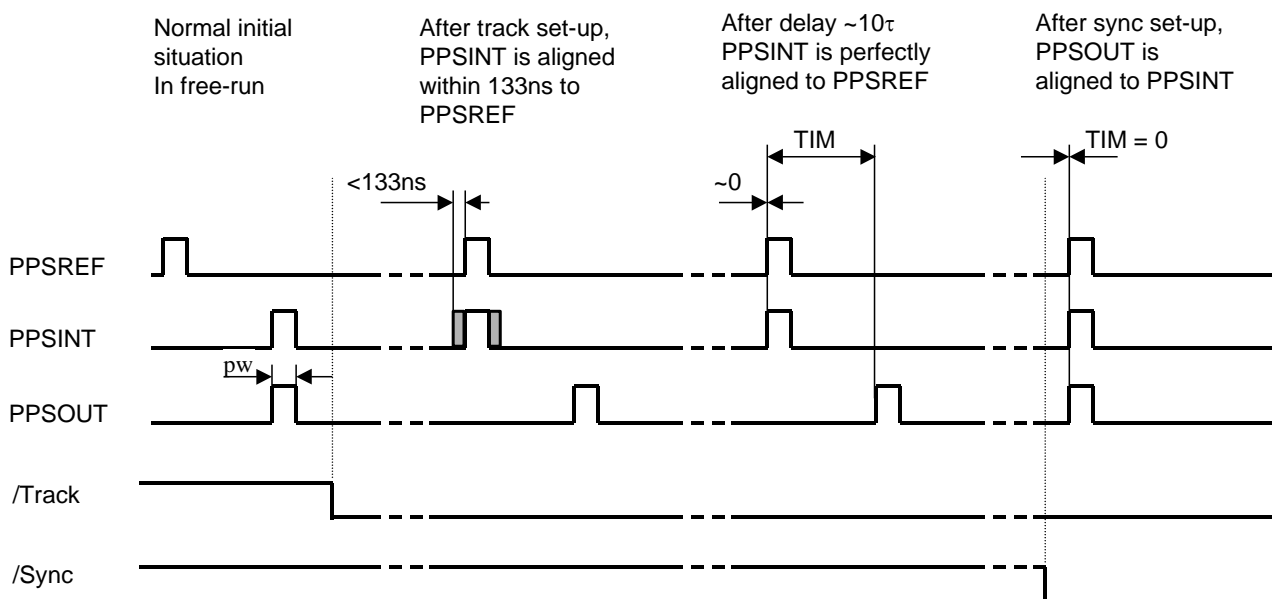 Normal initial
situation
In free-run
After track set-up,
PPSINT is aligned
within 133ns to
PPSREF
After delay ~10τ
PPSINT is perfectly
aligned to PPSREF
After sync set-up,
PPSOUT is
aligned to PPSINT
TIM
TIM = 0
<133ns
~0
PPSREF
PPSINT
pw
PPSOUT
/Track
/Sync